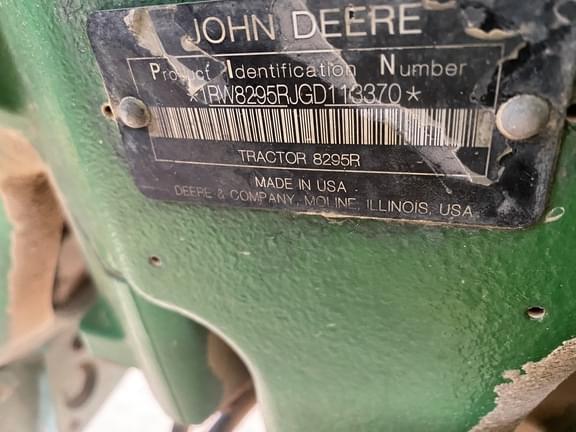 JOHN DEERE
Product Identification Number
*1RW8295RJGD113370*
TRACTOR 8295R
MADE IN USA
DEERE & COMPANY, MOLINE, ILLINOIS, USA